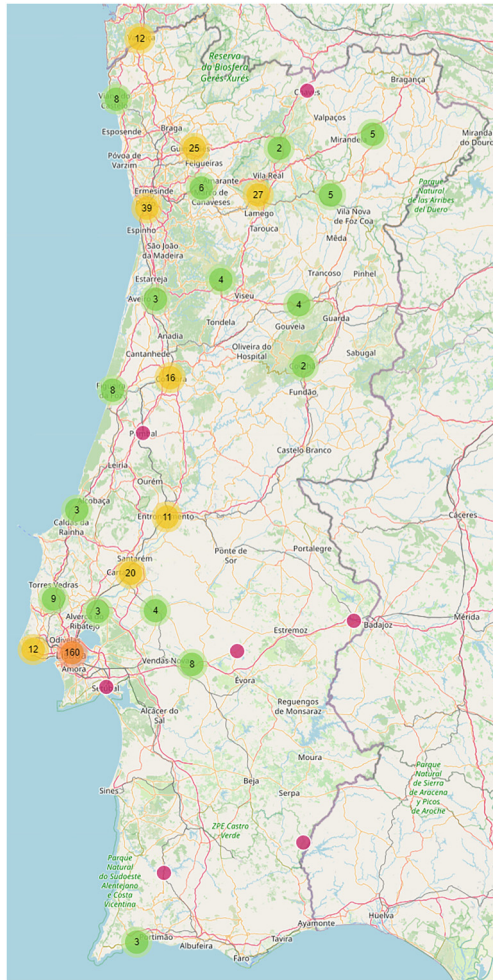 12
Reserva
da Biosfera
Gerês-Xurés
Bragança
8
Valpaços
Esposende
Braga
Miranda
do Douro
25
2
5
Póvoa de
Varzim
Felgueiras
Vila Real
6
27
5
Parque
Natural
de las Arribes
del Duero
Ermesinde
39
Canaveses
Lamego
Vila Nova
de Foz Coa
Espinho
Tarouca
São João
da Madeira
Mêda
Estarreja
4
Trancoso
Pinhel
3
Viseu
4
Tondela
Gouveia
Guarda
Anadia
Cantanhede
Oliveira do
Hospital
Sabugal
16
2
8
Fundão
Leiria
Castelo Branco
Ourém
3
Caldas da
Rainha
11
Cáceres
Santarém
Ponte de
Sor
Portalegre
20
Torres Vedras
9
3
4
Ribatejo
Estremoz
Badajoz
Mérida
12
160
Amora
8
Évora
Reguengos
de Monsaraz
Alcácer do
Sal
Moura
Sines
Beja
Serpa
Parque
Natural
de Sierra
de Aracena
y Picos
de Aroche
ZPE Castro
Verde
Parque
Natural
do Sudoeste
Alentejano
e Costa
Vicentina
3
Albufeira
Faro
Tavira
Ayamonte
Huelva